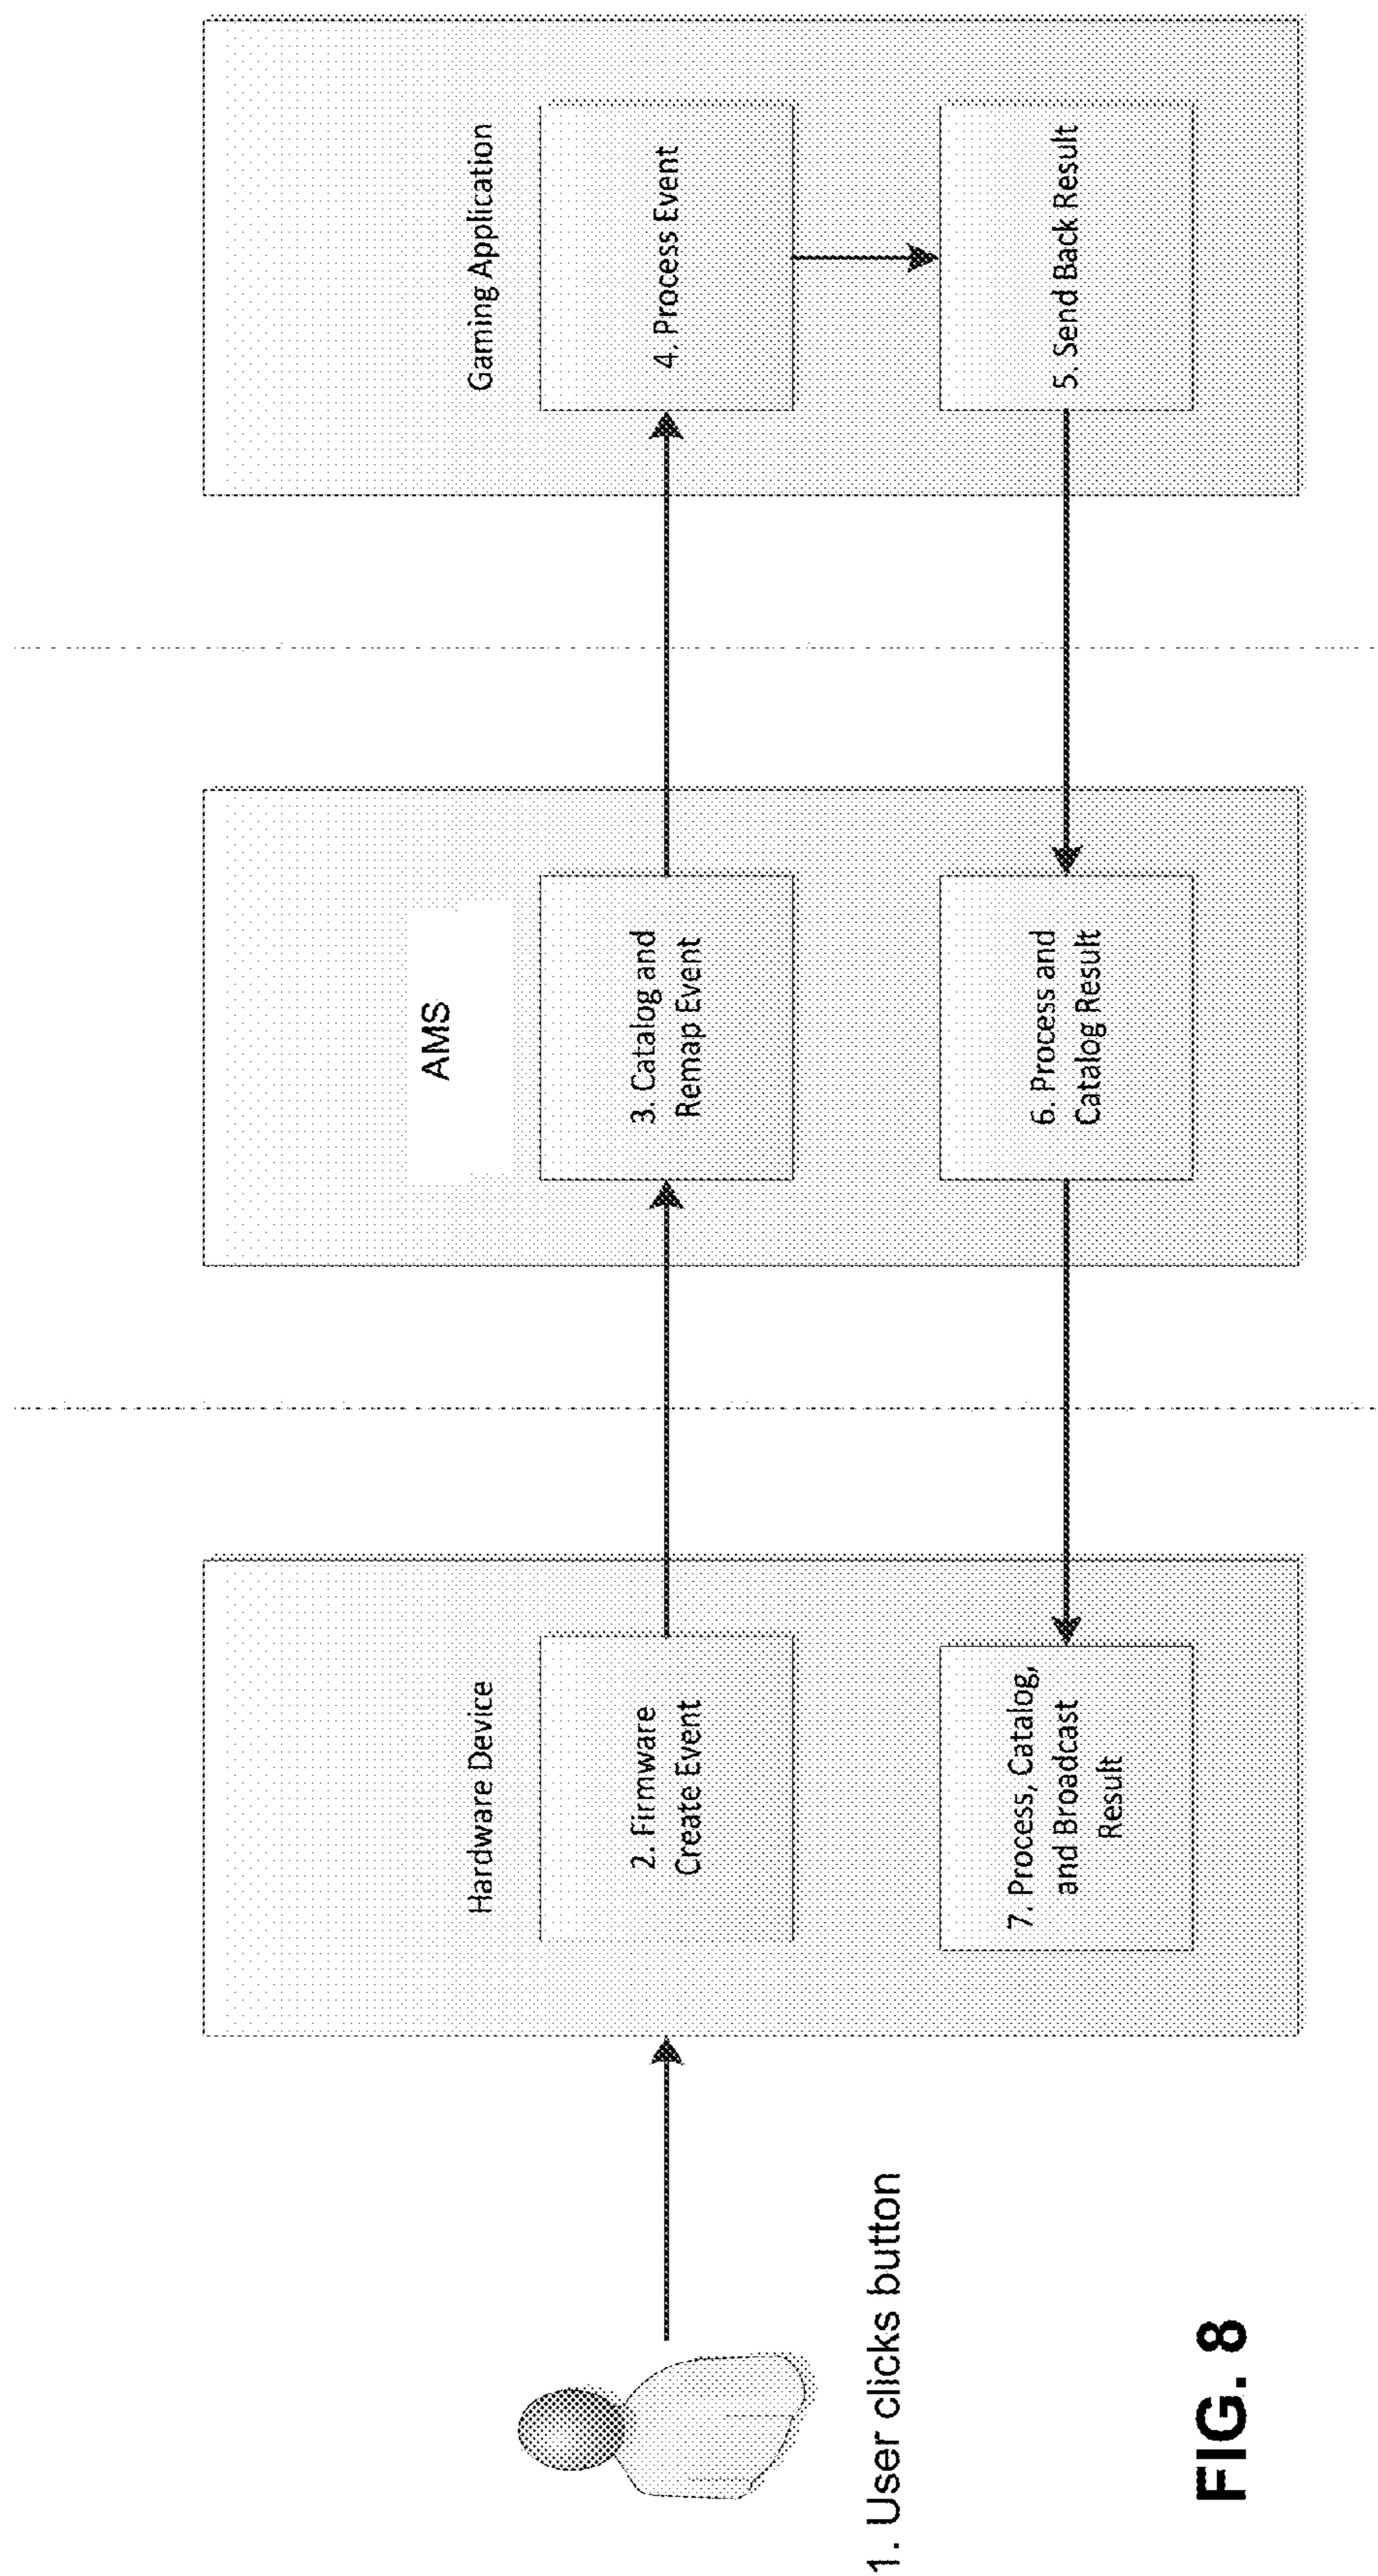 1. User clicks button
Hardware Device
2. Firmware
Create Event
7. Process, Catalog,
and Broadcast
Result
AMS
3. Catalog and
Remap Event
6. Process and
Catalog Result
Gaming Application
4. Process Event
5. Send Back Result
FIG. 8